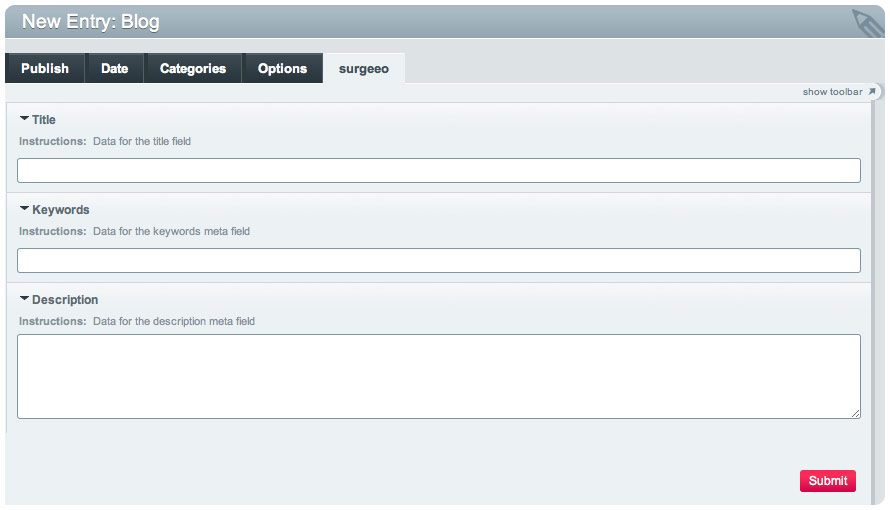 New Entry: Blog
Publish Date Categories Options surgeeo
show toolbar
Title
Instructions: Data for the title field
Keywords
Instructions: Data for the keywords meta field
Description
Instructions: Data for the description meta field
Submit